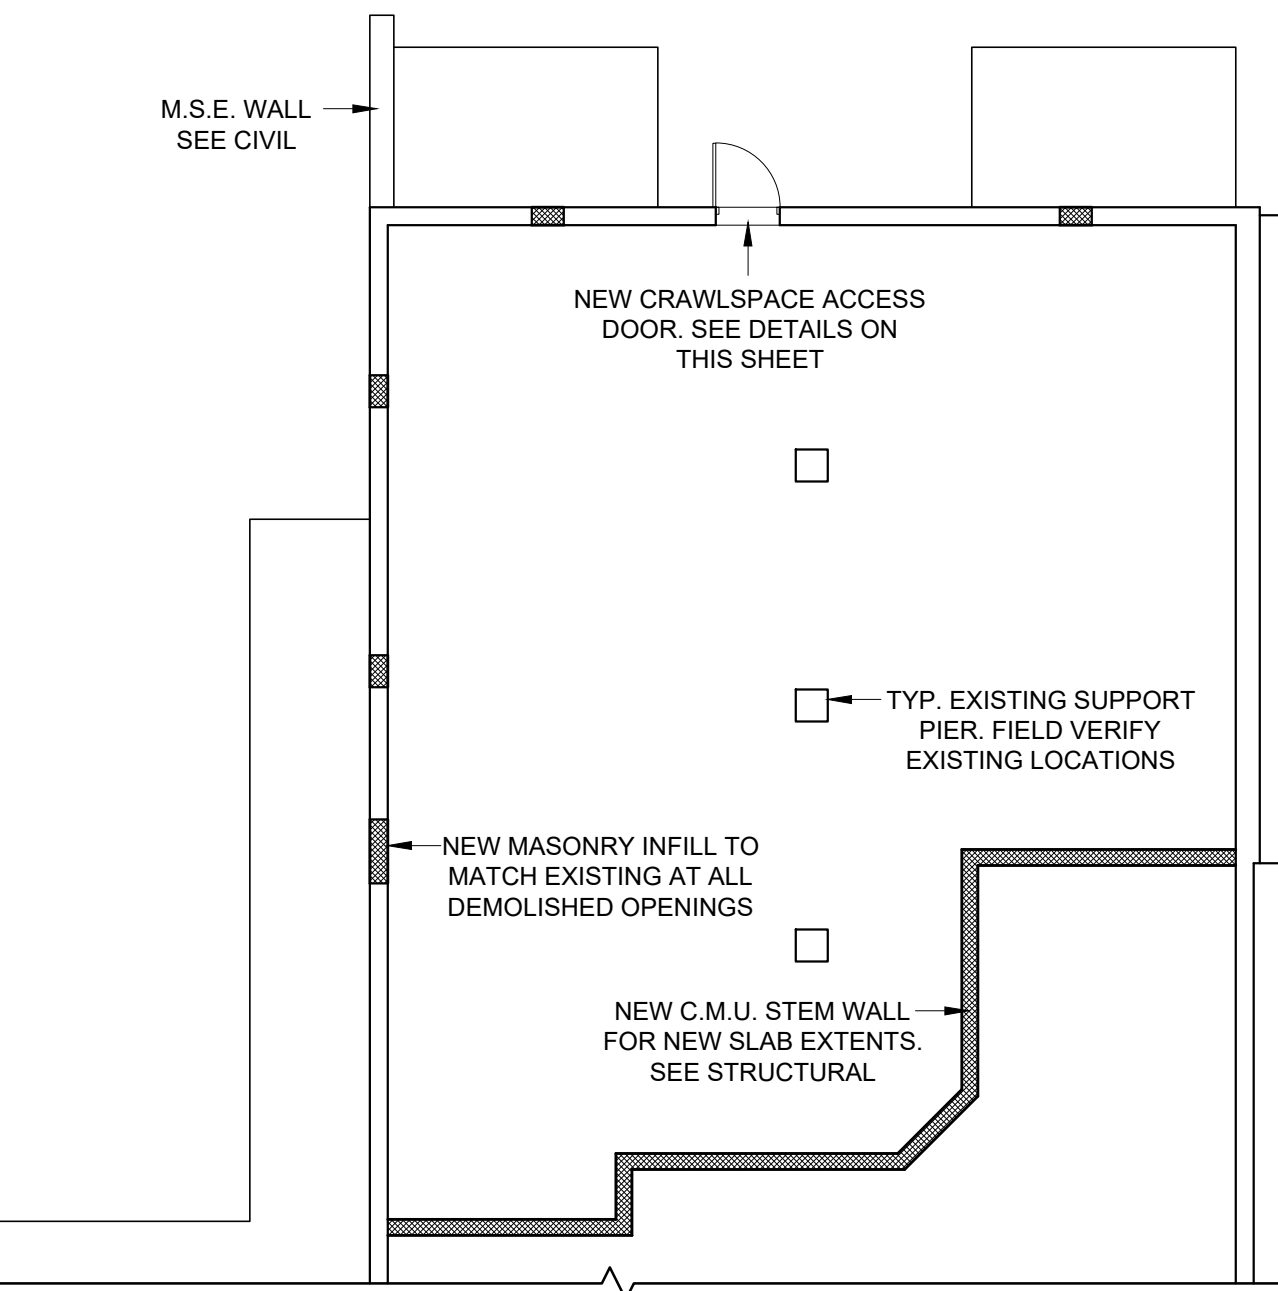 M.S.E. WALL
SEE CIVIL
NEW CRAWLSPACE ACCESS
DOOR. SEE DETAILS ON
THIS SHEET
TYP. EXISTING SUPPORT
PIER. FIELD VERIFY
EXISTING LOCATIONS
NEW MASONRY INFILL TO
MATCH EXISTING AT ALL
DEMOLISHED OPENINGS
NEW C.M.U. STEM WALL
FOR NEW SLAB EXTENTS.
SEE STRUCTURAL